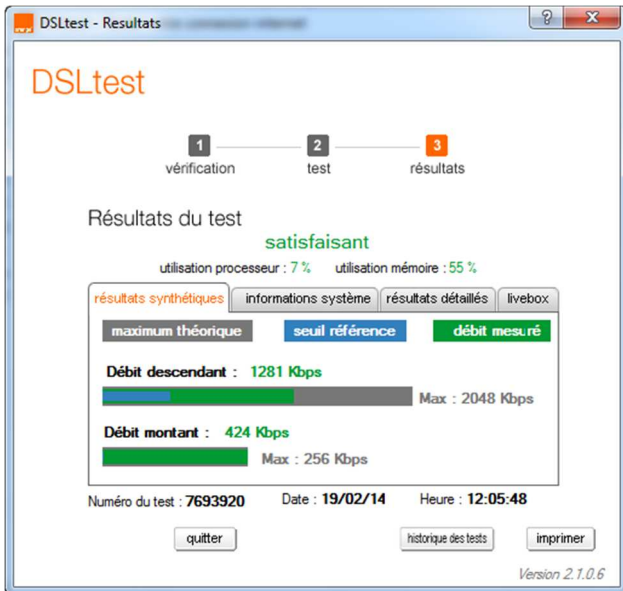 DSLtest - Resultats
DSLtest
1 2 3
vérification test résultats
Résultats du test
satisfaisant
utilisation processeur : 7 % utilisation mémoire : 55 %
résultats synthétiques informations système résultats détaillés livebox
maximum théorique seuil référence débit mesuré
Débit descendant : 1281 Kbps
Max : 2048 Kbps
Débit montant : 424 Kbps
Max : 256 Kbps
Numéro du test : 7693920 Date : 19/02/14 Heure : 12:05:48
quitter historique des tests imprimer
Version 2.1.0.6